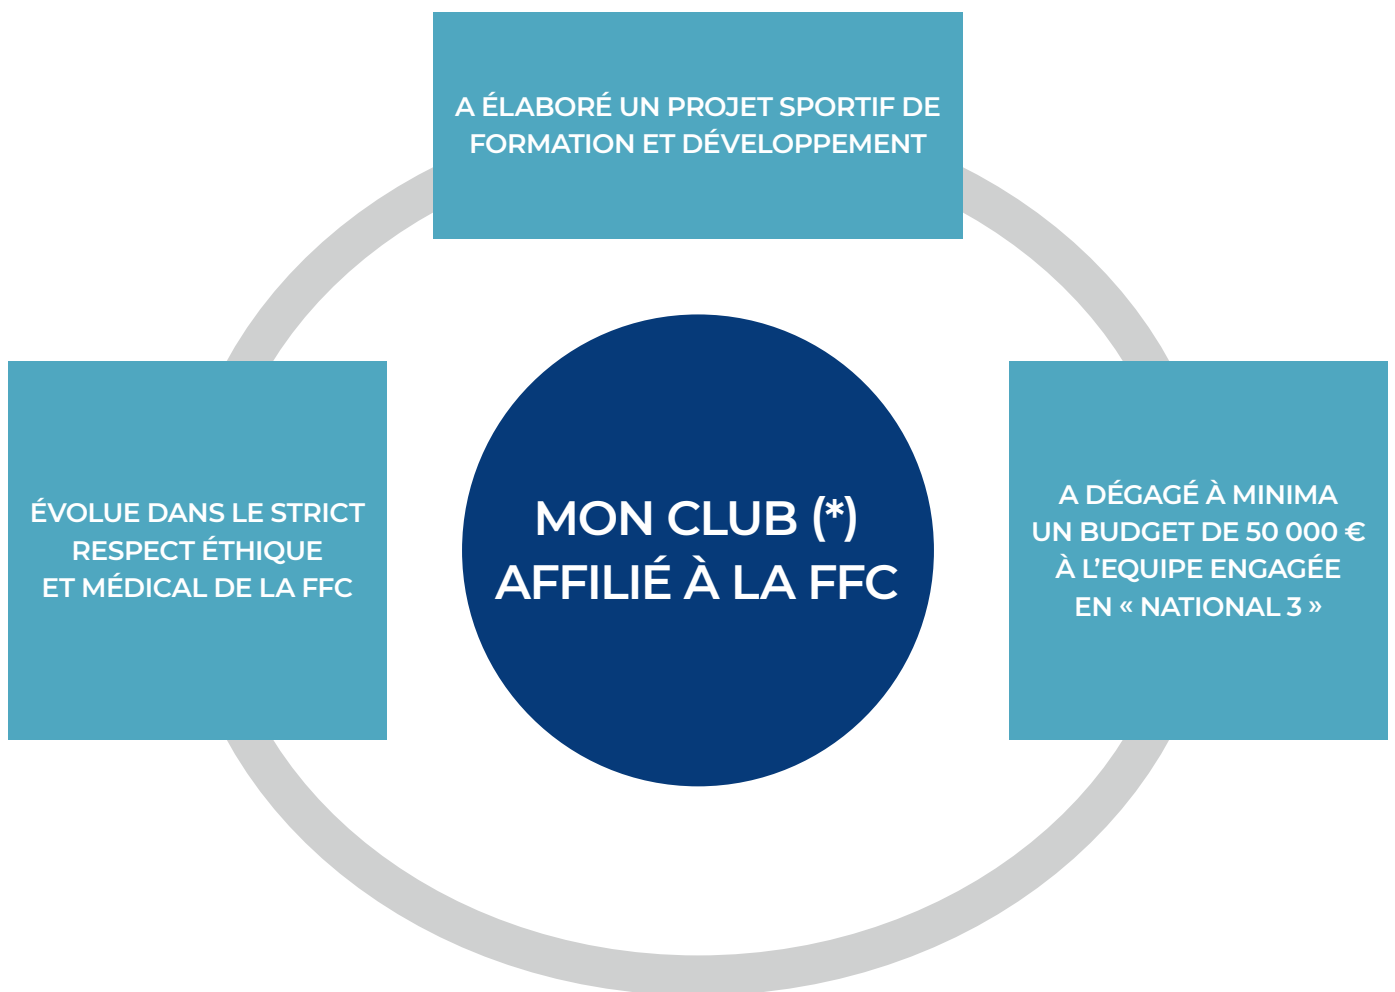 A ÉLABORÉ UN PROJET SPORTIF DE
FORMATION ET DÉVELOPPEMENT
ÉVOLUE DANS LE STRICT
RESPECT ÉTHIQUE
ET MÉDICAL DE LA FFC
MON CLUB (*)
AFFILIÉ À LA FFC
A DÉGAGÉ À MINIMA
UN BUDGET DE 50 000 €
À L’EQUIPE ENGAGÉE
EN « NATIONAL 3 »